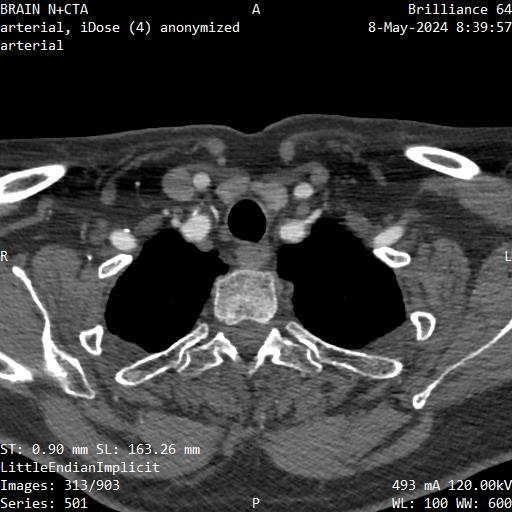 BRAIN N+CTA
A
Brilliance 64
arterial, iDose (4) anonymized
8-May-2024 8:39:57
arterial
R
L
ST: 0.90 mm SL: 163.26 mm
LittleEndianImplicit
Images: 313/903
493 mA 120.00kV
Series: 501
P
WL: 100 WW: 600